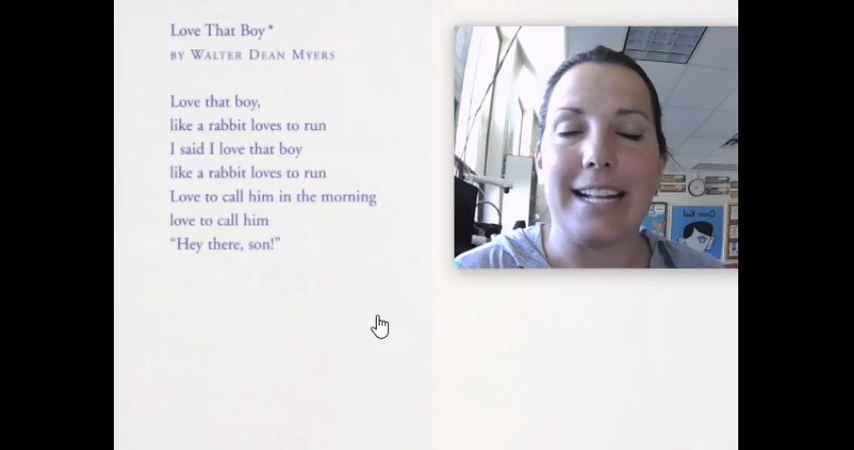 Love That Boy*
BY WALTER DEAN MYERS
Love that boy,
like a rabbit loves to run
I said I love that boy
like a rabbit loves to run
Love to call him in the morning
love to call him
“Hey there, son!”